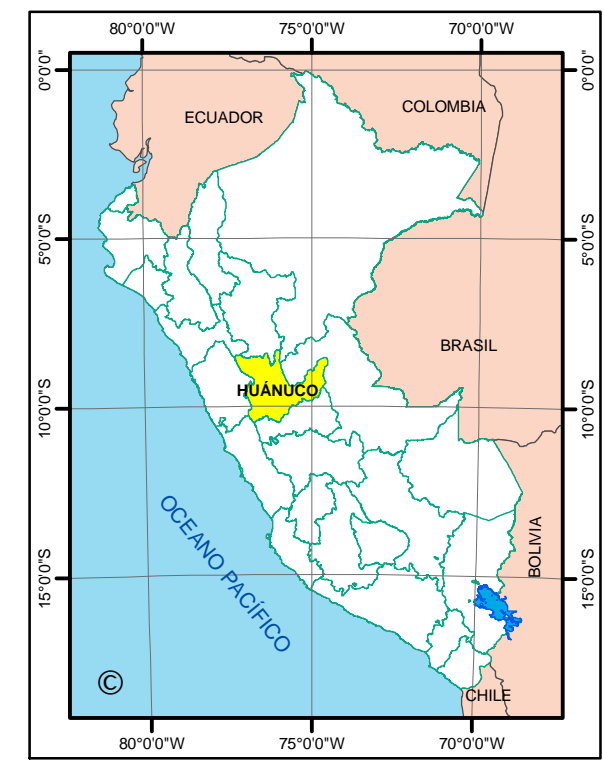 80°0'0"W 75°0'0"W 70°0'0"W
0°0'0" 0°0'0"
ECUADOR
COLOMBIA
5°0'0"S 5°0'0"S
BRASIL
HUÁNUCO
10°0'0"S 10°0'0"S
OCEANO PACÍFICO
BOLIVIA
15°0'0"S 15°0'0"S
©
CHILE
80°0'0"W 75°0'0"W 70°0'0"W